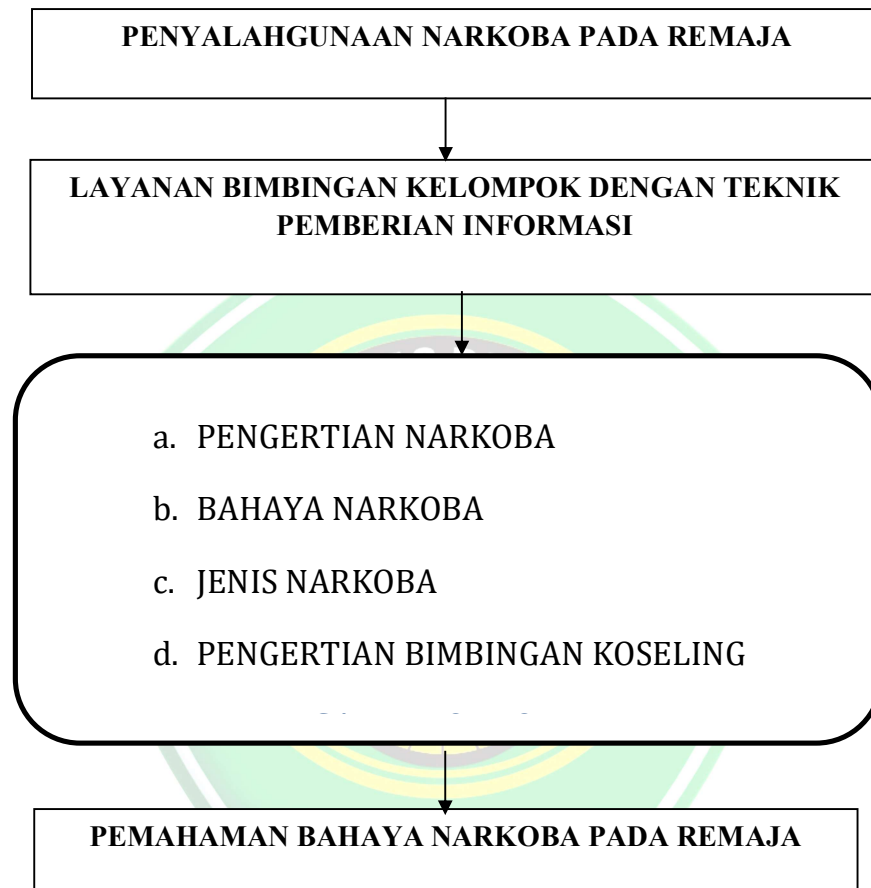 PENYALAHGUNAAN NARKOBA PADA REMAJA
LAYANAN BIMBINGAN KELOMPOK DENGAN TEKNIK
PEMBERIAN INFORMASI
a. PENGERTIAN NARKOBA
b. BAHAYA NARKOBA
c. JENIS NARKOBA
d. PENGERTIAN BIMBINGAN KOSELING
PEMAHAMAN BAHAYA NARKOBA PADA REMAJA